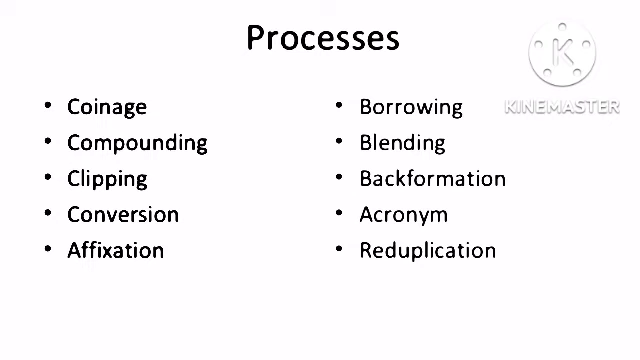 Processes
• Coinage
• Compounding
• Clipping
• Conversion
• Affixation
• Borrowing
• Blending
• Backformation
• Acronym
• Reduplication
K
KINEMASTER